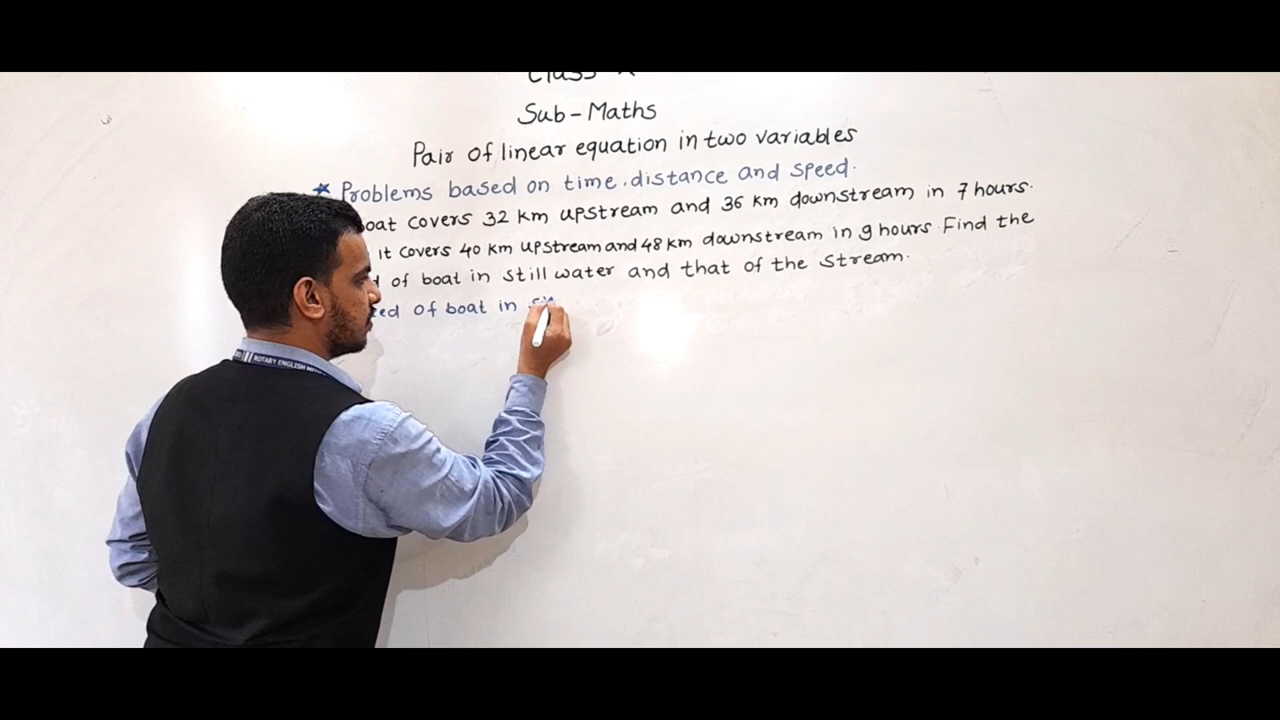 Sub - Maths
Pair of linear equation in two variables
★ Problems based on time, distance and speed.
boat covers 32 km upstream and 36 km downstream in 7 hours.
it covers 40 km upstream and 48 km downstream in 9 hours. Find the
of boat in still water and that of the stream.
of boat in
ROTARY ENGLISH